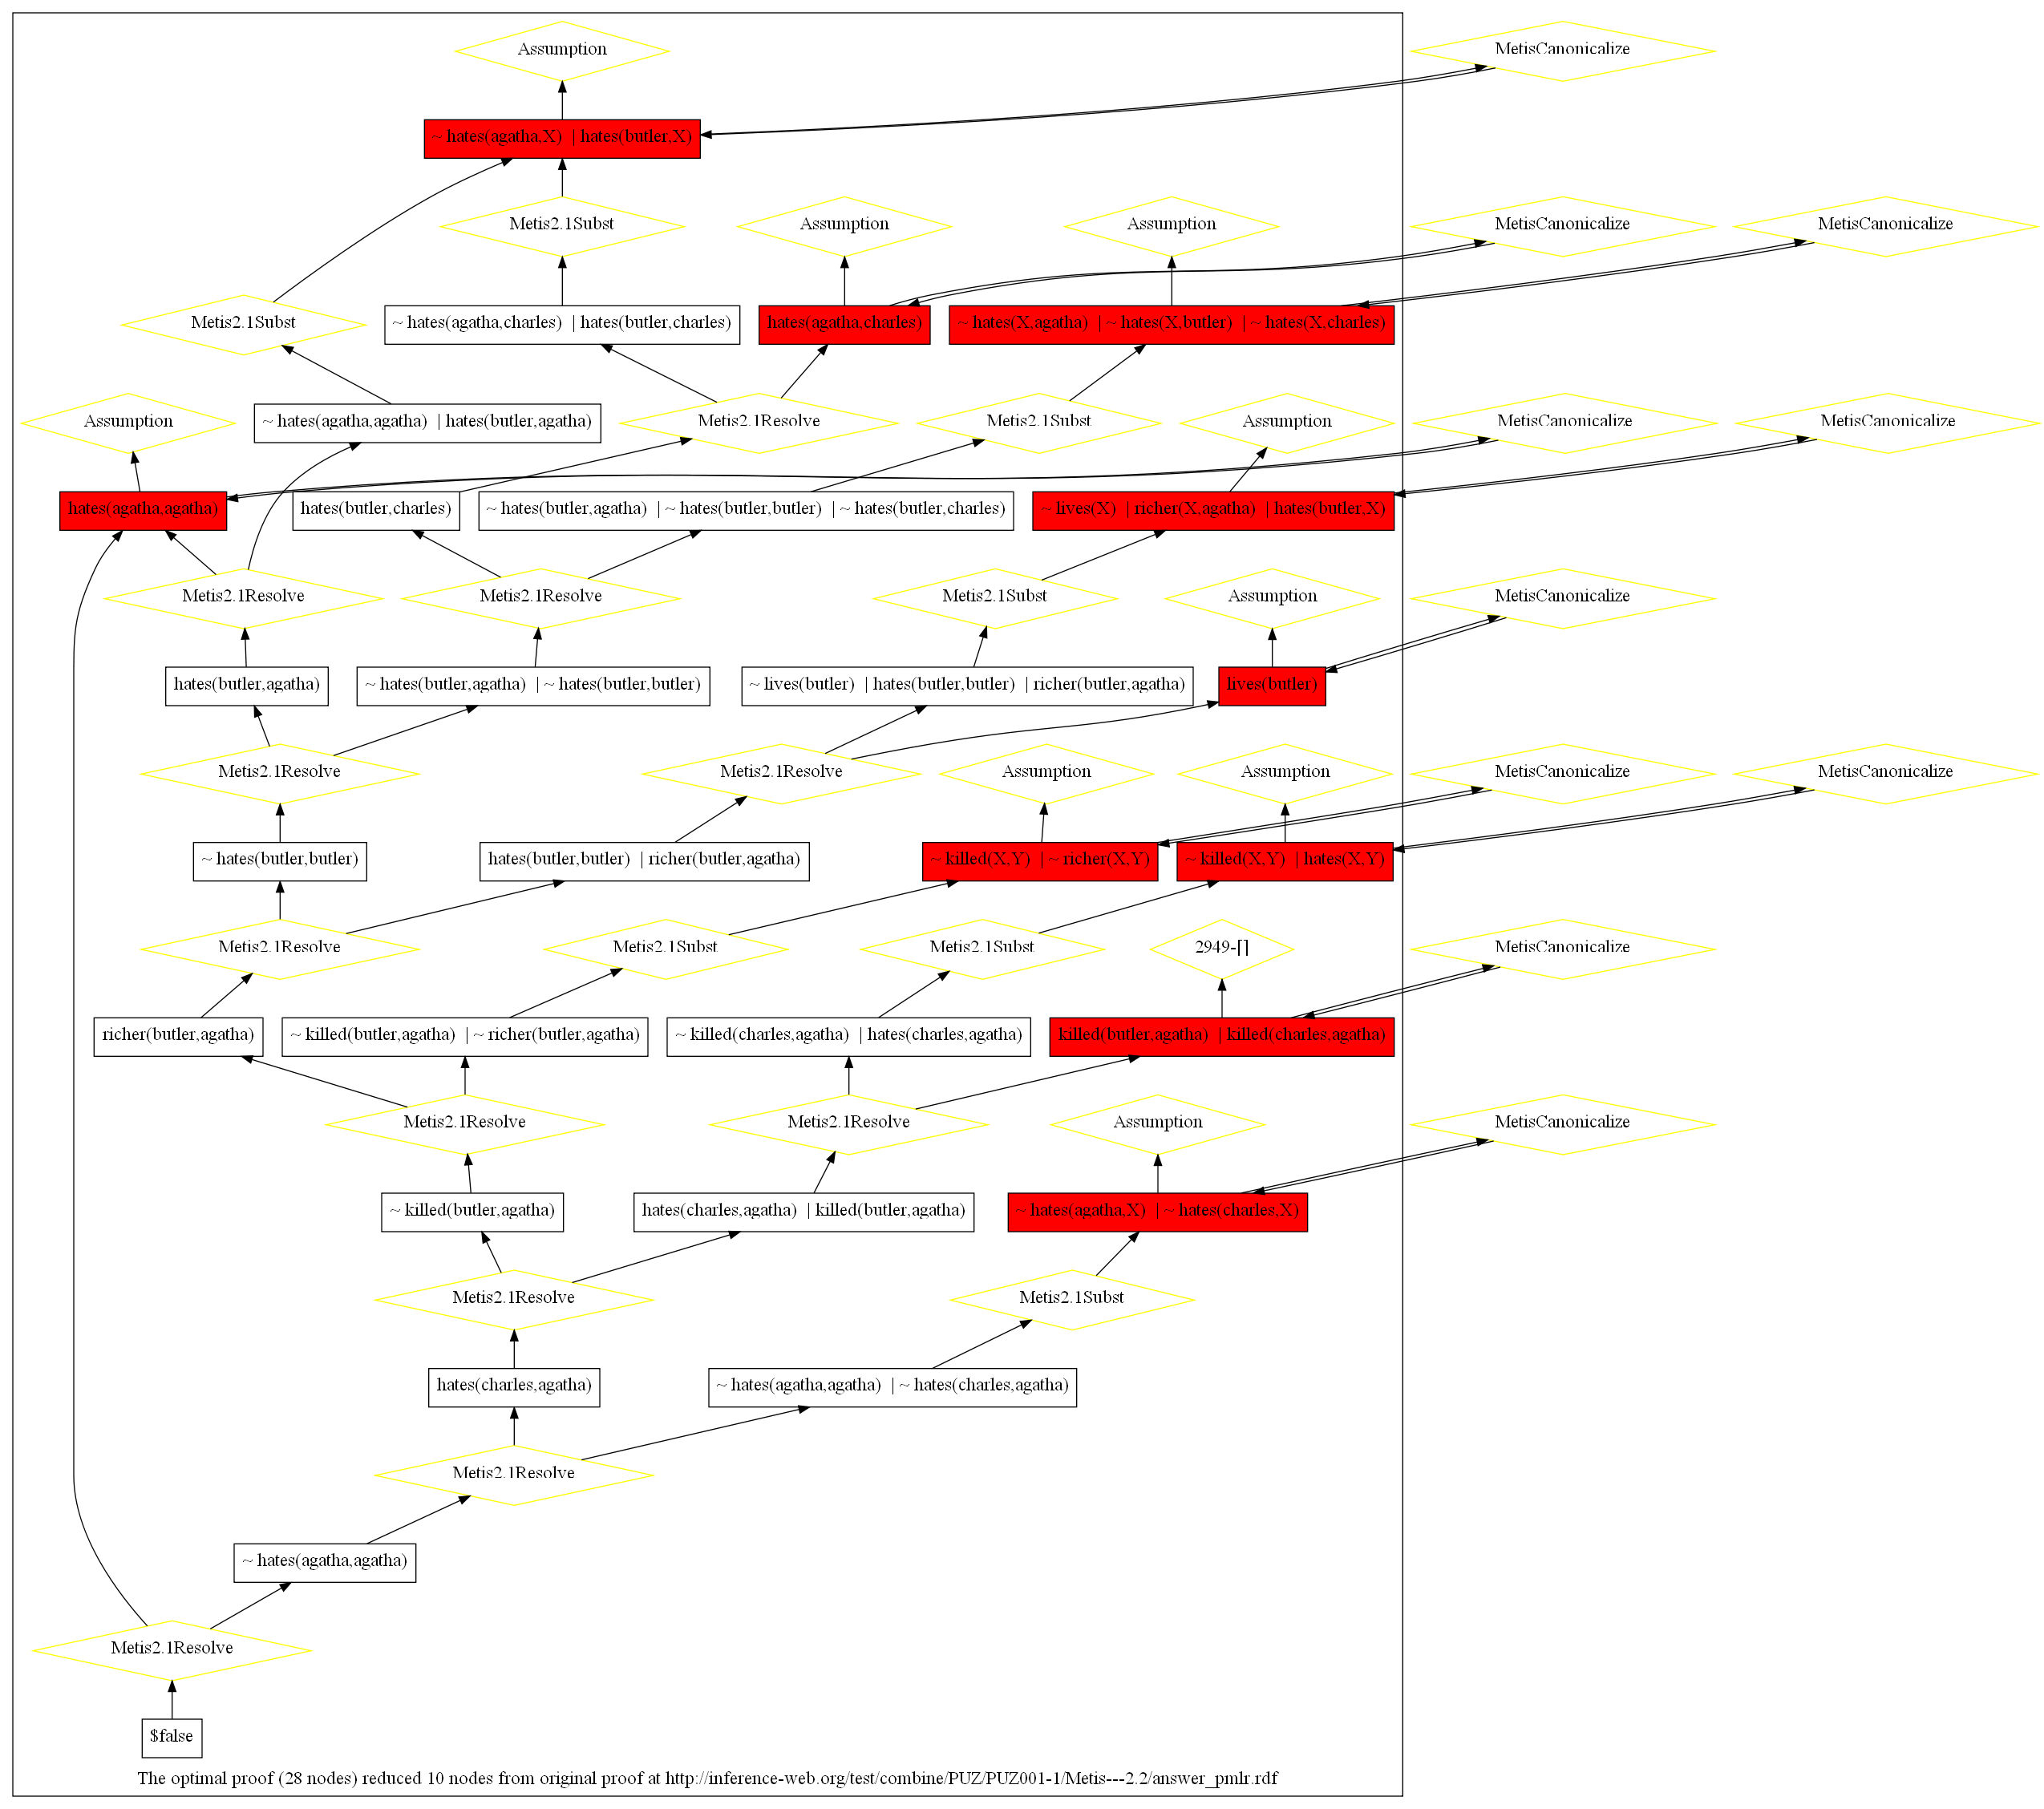 Assumption
MetisCanonicalize
~ hates(agatha,X) | hates(butler,X)
Metis2.1Subst
Assumption
Assumption
MetisCanonicalize
MetisCanonicalize
Metis2.1Subst
~ hates(agatha,charles) | hates(butler,charles)
hates(agatha,charles)
~ hates(X,agatha) | ~ hates(X,butler) | ~ hates(X,charles)
Assumption
~ hates(agatha,agatha) | hates(butler,agatha)
Metis2.1Resolve
Metis2.1Subst
Assumption
MetisCanonicalize
MetisCanonicalize
hates(agatha,agatha)
hates(butler,charles)
~ hates(butler,agatha) | ~ hates(butler,butler) | ~ hates(butler,charles)
~ lives(X) | richer(X,agatha) | hates(butler,X)
Metis2.1Resolve
Metis2.1Resolve
Metis2.1Subst
Assumption
MetisCanonicalize
hates(butler,agatha)
~ hates(butler,agatha) | ~ hates(butler,butler)
~ lives(butler) | hates(butler,butler) | richer(butler,agatha)
lives(butler)
Metis2.1Resolve
Metis2.1Resolve
Assumption
Assumption
MetisCanonicalize
MetisCanonicalize
~ hates(butler,butler)
hates(butler,butler) | richer(butler,agatha)
~ killed(X,Y) | ~ richer(X,Y)
~ killed(X,Y) | hates(X,Y)
Metis2.1Resolve
Metis2.1Subst
Metis2.1Subst
2949-[]
MetisCanonicalize
richer(butler,agatha)
~ killed(butler,agatha) | ~ richer(butler,agatha)
~ killed(charles,agatha) | hates(charles,agatha)
killed(butler,agatha) | killed(charles,agatha)
Metis2.1Resolve
Metis2.1Resolve
Assumption
MetisCanonicalize
~ killed(butler,agatha)
hates(charles,agatha) | killed(butler,agatha)
~ hates(agatha,X) | ~ hates(charles,X)
Metis2.1Resolve
Metis2.1Subst
hates(charles,agatha)
~ hates(agatha,agatha) | ~ hates(charles,agatha)
Metis2.1Resolve
~ hates(agatha,agatha)
Metis2.1Resolve
$false
The optimal proof (28 nodes) reduced 10 nodes from original proof at http://inference-web.org/test/combine/PUZ/PUZ001-1/Metis---2.2/answer_pmlr.rdf